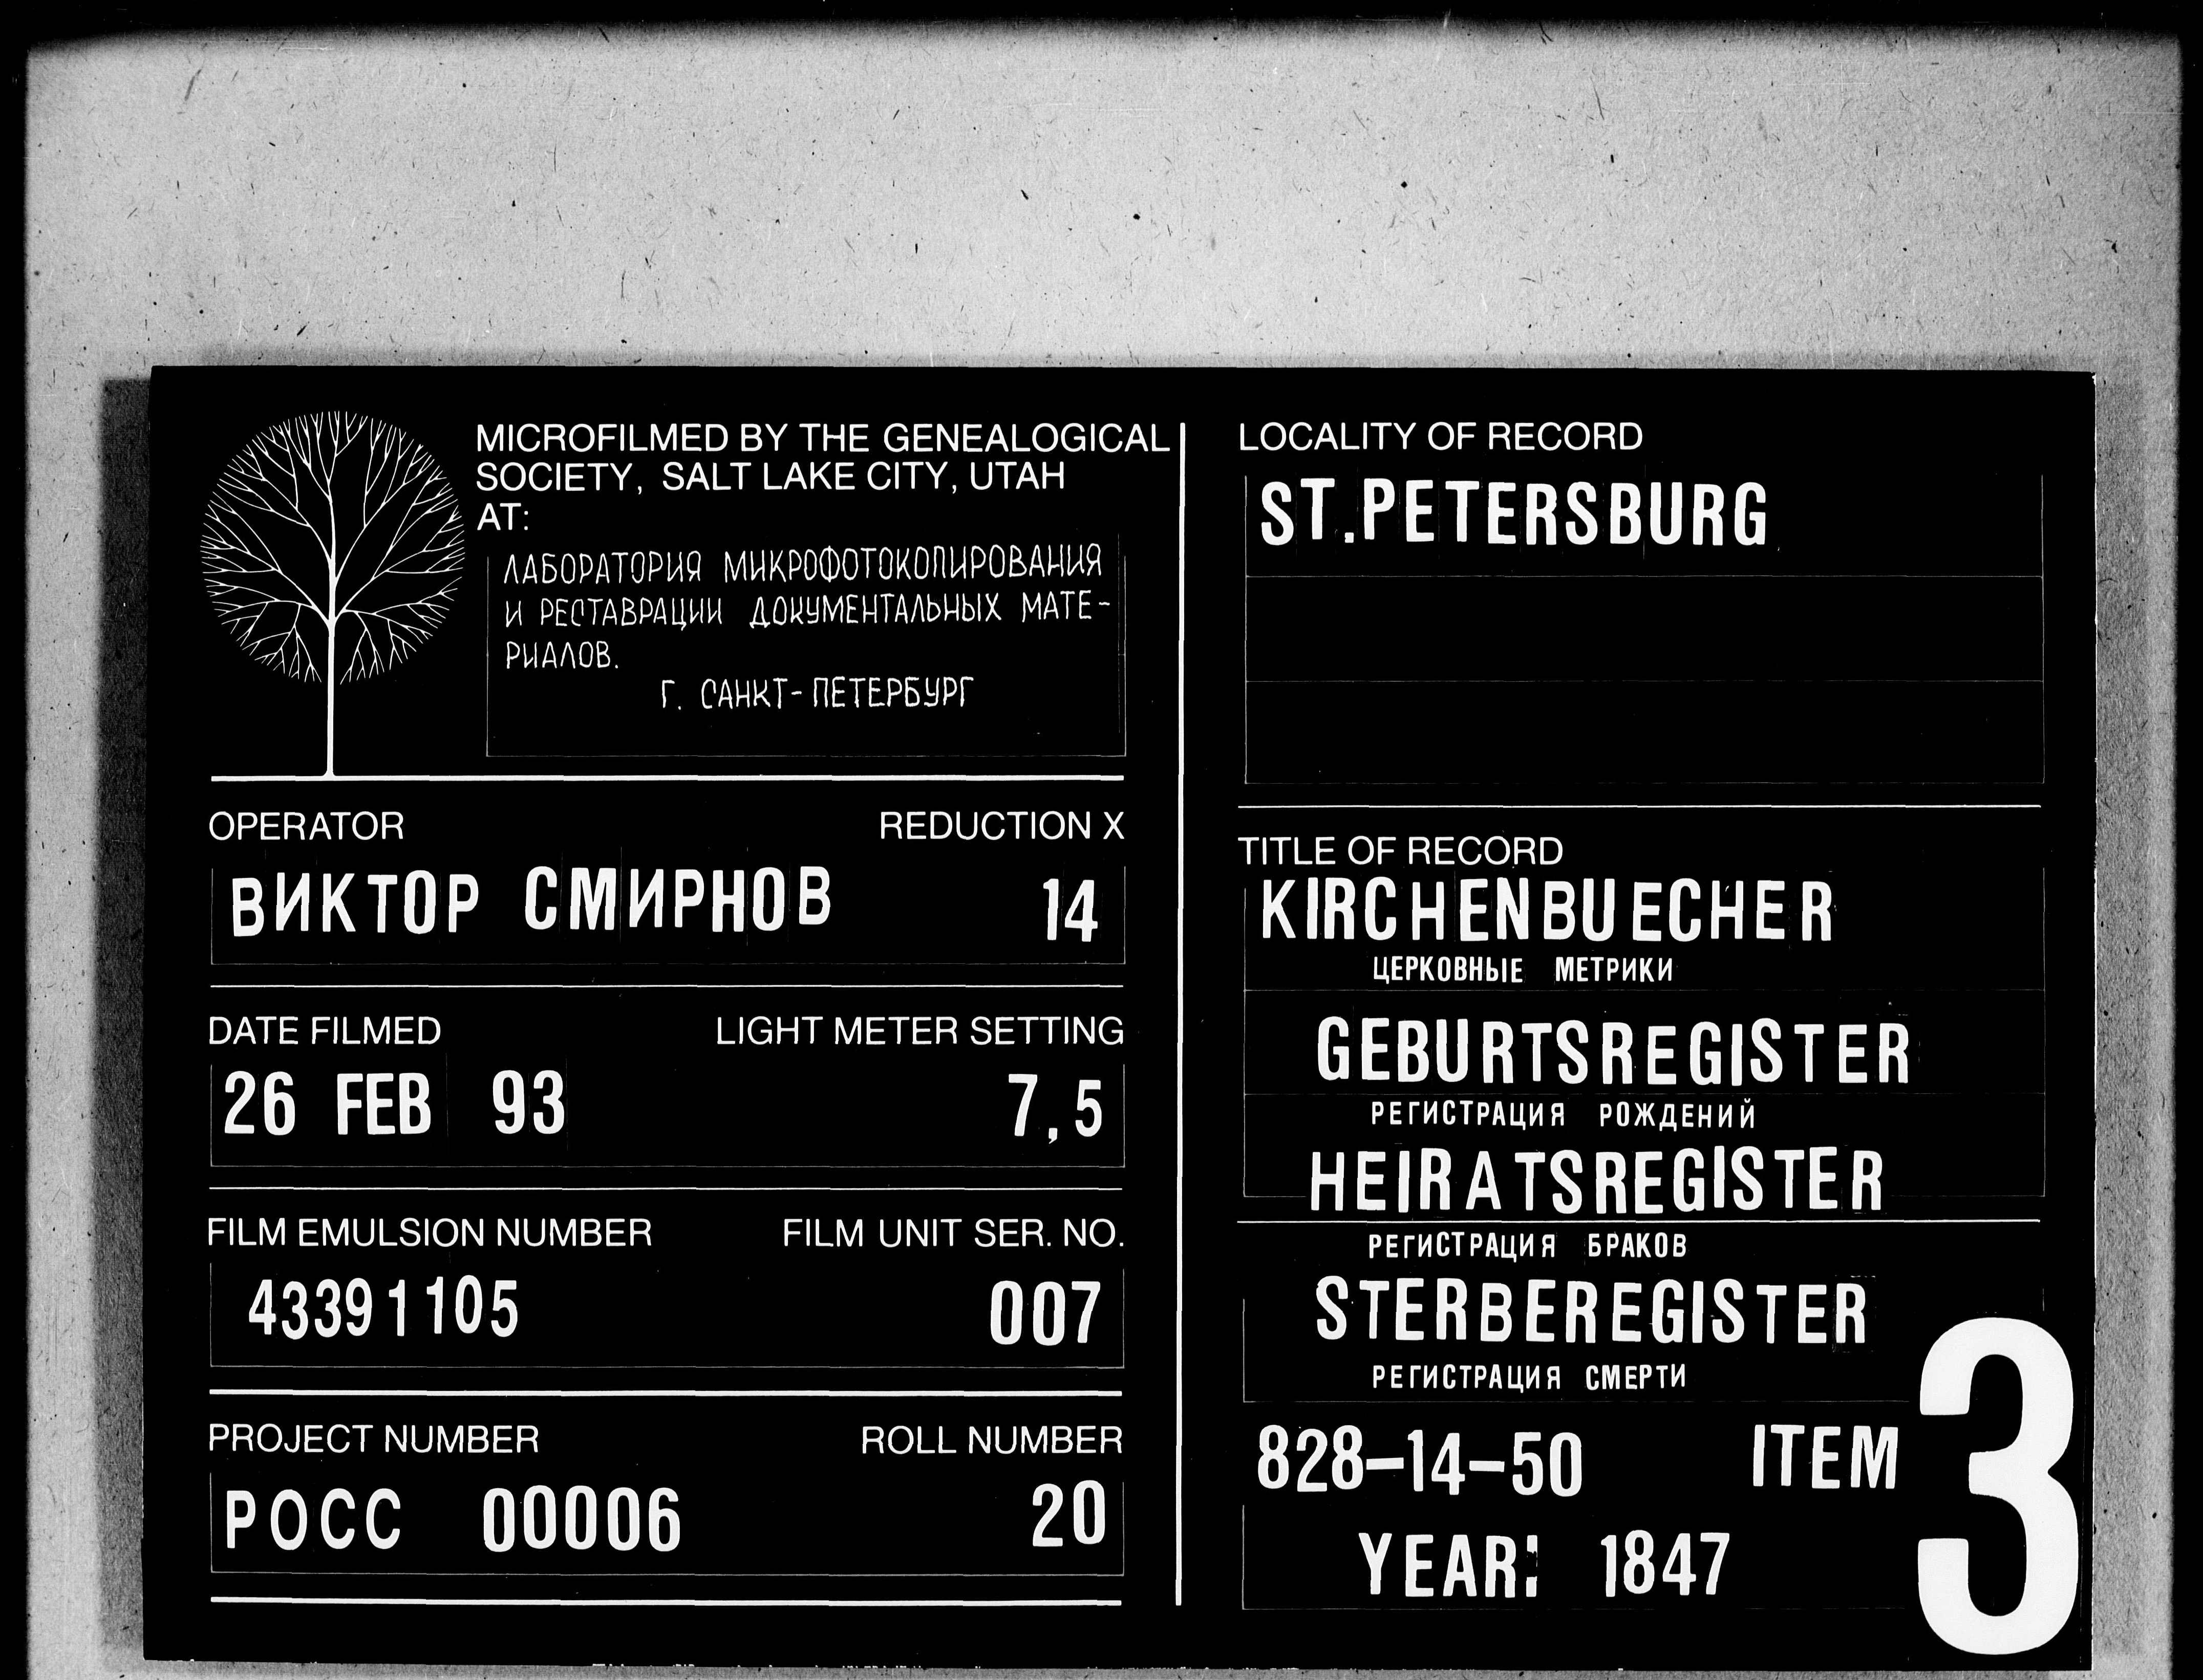 MICROFILMED BY THE GENEALOGICAL
SOCIETY, SALT LAKE CITY, UTAH
AT:
ЛАБОРАТОРИЯ МИКРОФОТОКОПИРОВАНИЯ
И РЕСТАВРАЦИИ ДОКУМЕНТАЛЬНЫХ МАТЕ-
РИАЛОВ.
Г. САНКТ-ПЕТЕРБУРГ
OPERATOR REDUCTION X
ВИКТОР СМИРНОВ 14
DATE FILMED LIGHT METER SETTING
26 FEB 93 7,5
FILM EMULSION NUMBER FILM UNIT SER. NO.
43391105 007
PROJECT NUMBER ROLL NUMBER
РОСС 00006 20
LOCALITY OF RECORD
ST.PETERSBURG
TITLE OF RECORD
KIRCHENBUECHER
ЦЕРКОВНЫЕ МЕТРИКИ
GEBURTSREGISTER
РЕГИСТРАЦИЯ РОЖДЕНИЙ
HEIRATSREGISTER
РЕГИСТРАЦИЯ БРАКОВ
STERBEREGISTER
РЕГИСТРАЦИЯ СМЕРТИ
828-14-50 ITEM 3
YEAR: 1847